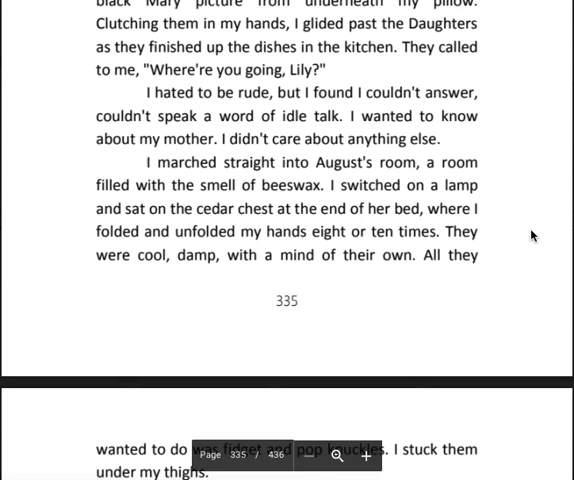 black Mary picture from underneath my pillow.
Clutching them in my hands, I glided past the Daughters
as they finished up the dishes in the kitchen. They called
to me, "Where're you going, Lily?"
I hated to be rude, but I found I couldn't answer,
couldn't speak a word of idle talk. I wanted to know
about my mother. I didn't care about anything else.
I marched straight into August's room, a room
filled with the smell of beeswax. I switched on a lamp
and sat on the cedar chest at the end of her bed, where I
folded and unfolded my hands eight or ten times. They
were cool, damp, with a mind of their own. All they
335
wanted to do was fidget and pop knuckles. I stuck them
Page 335 / 436
under my thighs.